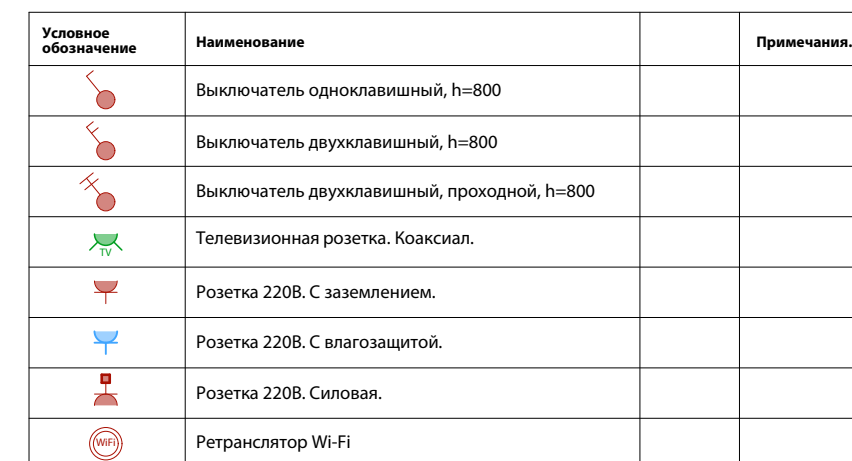 Условное
обозначение
Наименование
Примечания.
Выключатель одноклавишный, h=800
Выключатель двухклавишный, h=800
Выключатель двухклавишный, проходной, h=800
TV
Телевизионная розетка. Коаксиал.
Розетка 220В. С заземлением.
Розетка 220В. С влагозащитой.
Розетка 220В. Силовая.
WiFi
Ретранслятор Wi-Fi